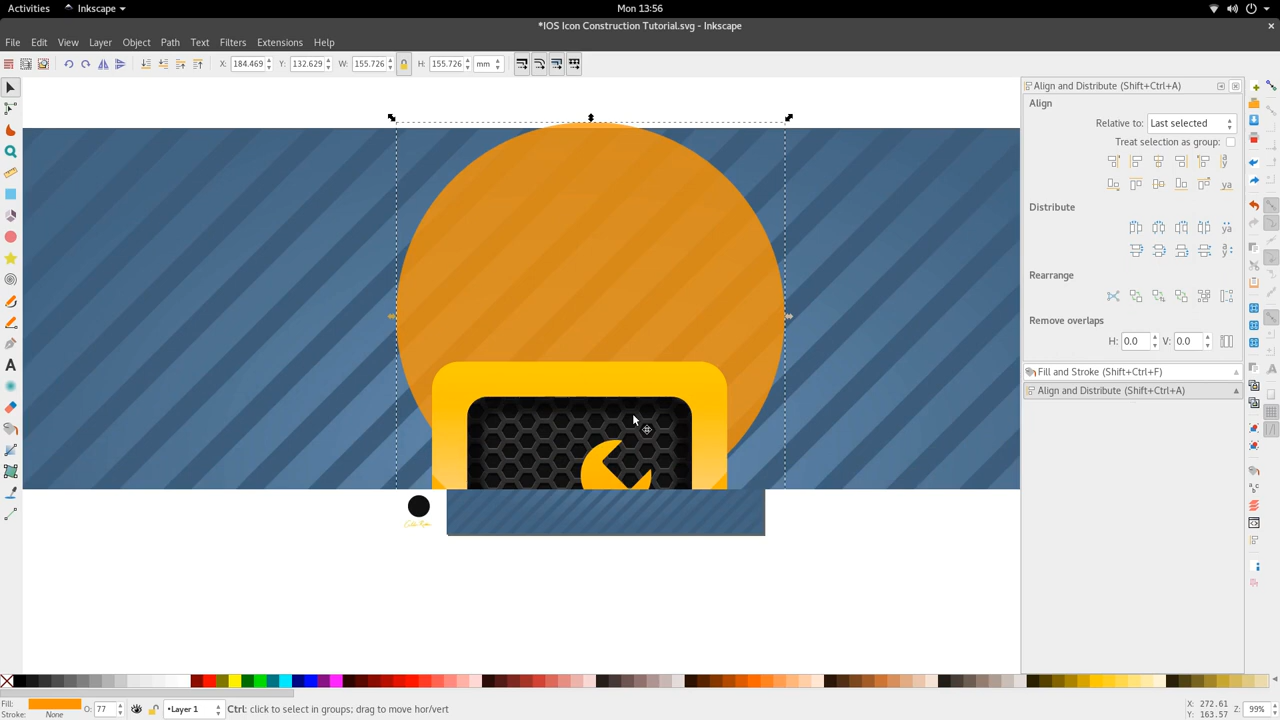 Activities
Inkscape
Mon 13:56
*IOS Icon Construction Tutorial.svg - Inkscape
File Edit View Layer Object Path Text Filters Extensions Help
X: 184.469 Y: 132.629 W: 155.726 H: 155.726 mm
Align and Distribute (Shift+Ctrl+A)
Align
Relative to: Last selected
Treat selection as group:
Distribute
Rearrange
Remove overlaps
H: 0.0 V: 0.0
Fill and Stroke (Shift+Ctrl+F)
Align and Distribute (Shift+Ctrl+A)
Fill:
Stroke: None
O: 77
•Layer 1
Ctrl: click to select in groups; drag to move hor/vert
X: 272.61
Y: 163.57
Z: 99%